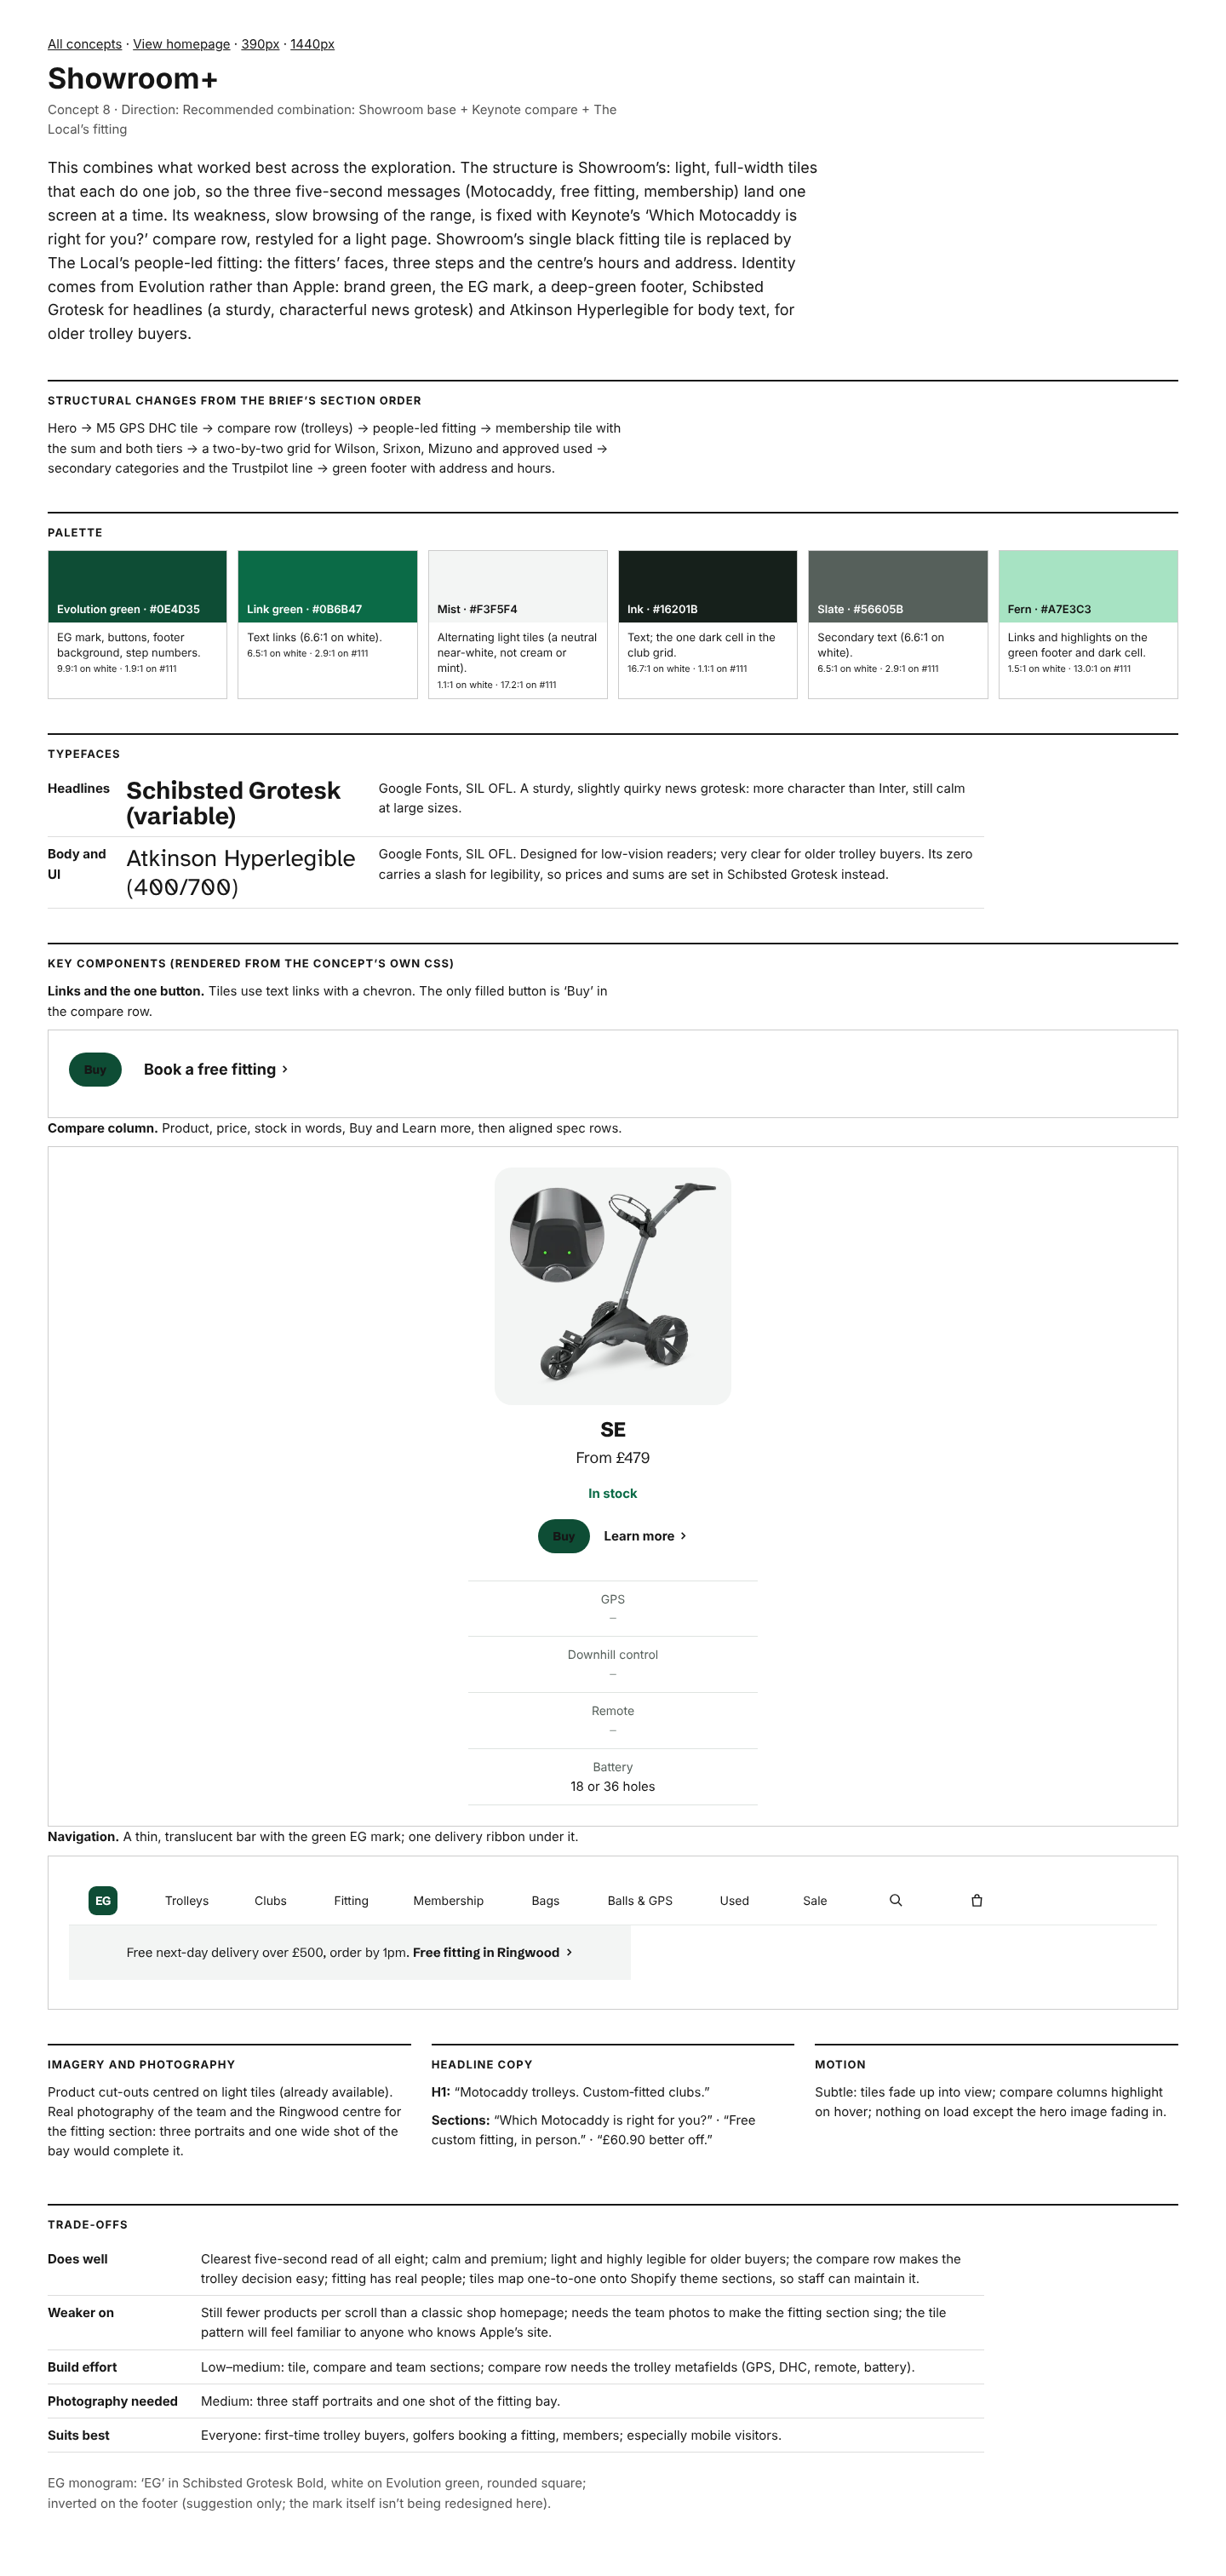 All concepts · View homepage · 390px · 1440px
Showroom+
Concept 8 · Direction: Recommended combination: Showroom base + Keynote compare + The
Local’s fitting
This combines what worked best across the exploration. The structure is Showroom’s: light, full-width tiles
that each do one job, so the three five-second messages (Motocaddy, free fitting, membership) land one
screen at a time. Its weakness, slow browsing of the range, is fixed with Keynote’s ‘Which Motocaddy is
right for you?’ compare row, restyled for a light page. Showroom’s single black fitting tile is replaced by
The Local’s people-led fitting: the fitters’ faces, three steps and the centre’s hours and address. Identity
comes from Evolution rather than Apple: brand green, the EG mark, a deep-green footer, Schibsted
Grotesk for headlines (a sturdy, characterful news grotesk) and Atkinson Hyperlegible for body text, for
older trolley buyers.
STRUCTURAL CHANGES FROM THE BRIEF’S SECTION ORDER
Hero → M5 GPS DHC tile → compare row (trolleys) → people-led fitting → membership tile with
the sum and both tiers → a two-by-two grid for Wilson, Srixon, Mizuno and approved used →
secondary categories and the Trustpilot line → green footer with address and hours.
PALETTE
Evolution green · #0E4D35
EG mark, buttons, footer
background, step numbers.
9.9:1 on white · 1.9:1 on #111
Link green · #0B6B47
Text links (6.6:1 on white).
6.5:1 on white · 2.9:1 on #111
Mist · #F3F5F4
Alternating light tiles (a neutral
near-white, not cream or
mint).
1.1:1 on white · 17.2:1 on #111
Ink · #16201B
Text; the one dark cell in the
club grid.
16.7:1 on white · 1.1:1 on #111
Slate · #56605B
Secondary text (6.6:1 on
white).
6.5:1 on white · 2.9:1 on #111
Fern · #A7E3C3
Links and highlights on the
green footer and dark cell.
1.5:1 on white · 13.0:1 on #111
TYPEFACES
Headlines
Schibsted Grotesk
(variable)
Google Fonts, SIL OFL. A sturdy, slightly quirky news grotesk: more character than Inter, still calm
at large sizes.
Body and
UI
Atkinson Hyperlegible
(400/700)
Google Fonts, SIL OFL. Designed for low-vision readers; very clear for older trolley buyers. Its zero
carries a slash for legibility, so prices and sums are set in Schibsted Grotesk instead.
KEY COMPONENTS (RENDERED FROM THE CONCEPT’S OWN CSS)
Links and the one button. Tiles use text links with a chevron. The only filled button is ‘Buy’ in
the compare row.
Buy Book a free fitting ›
Compare column. Product, price, stock in words, Buy and Learn more, then aligned spec rows.
SE
From £479
In stock
Buy Learn more ›
GPS
–
Downhill control
–
Remote
–
Battery
18 or 36 holes
Navigation. A thin, translucent bar with the green EG mark; one delivery ribbon under it.
EG Trolleys Clubs Fitting Membership Bags Balls & GPS Used Sale
Free next-day delivery over £500, order by 1pm. Free fitting in Ringwood ›
IMAGERY AND PHOTOGRAPHY
Product cut-outs centred on light tiles (already available).
Real photography of the team and the Ringwood centre for
the fitting section: three portraits and one wide shot of the
bay would complete it.
HEADLINE COPY
H1: “Motocaddy trolleys. Custom-fitted clubs.”
Sections: “Which Motocaddy is right for you?” · “Free
custom fitting, in person.” · “£60.90 better off.”
MOTION
Subtle: tiles fade up into view; compare columns highlight
on hover; nothing on load except the hero image fading in.
TRADE-OFFS
Does well
Clearest five-second read of all eight; calm and premium; light and highly legible for older buyers; the compare row makes the
trolley decision easy; fitting has real people; tiles map one-to-one onto Shopify theme sections, so staff can maintain it.
Weaker on
Still fewer products per scroll than a classic shop homepage; needs the team photos to make the fitting section sing; the tile
pattern will feel familiar to anyone who knows Apple’s site.
Build effort
Low–medium: tile, compare and team sections; compare row needs the trolley metafields (GPS, DHC, remote, battery).
Photography needed
Medium: three staff portraits and one shot of the fitting bay.
Suits best
Everyone: first-time trolley buyers, golfers booking a fitting, members; especially mobile visitors.
EG monogram: ‘EG’ in Schibsted Grotesk Bold, white on Evolution green, rounded square;
inverted on the footer (suggestion only; the mark itself isn’t being redesigned here).